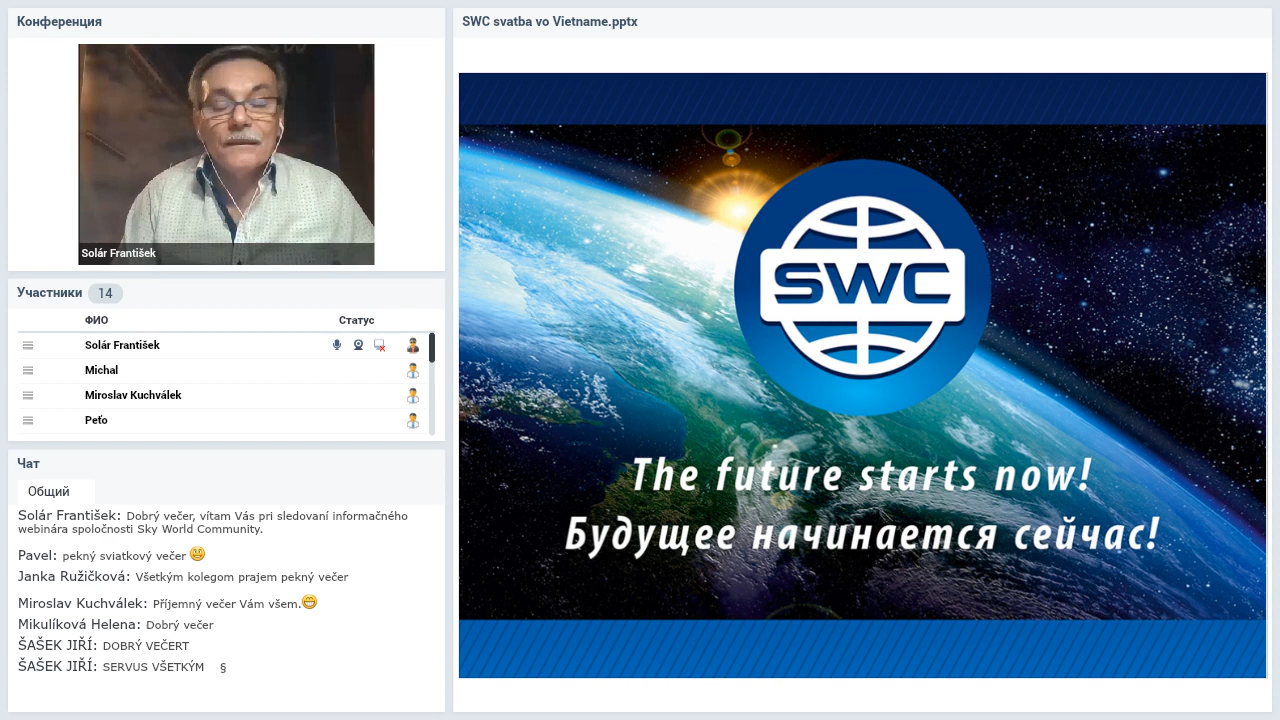 Конференция
Solár František
Участники 14
ФИО Статус
Solár František
Michal
Miroslav Kuchválek
Peťo
Чат
Общий
Solár František: Dobrý večer, vítam Vás pri sledovaní informačného
webinára spoločnosti Sky World Community.
Pavel: pekný sviatkový večer
Janka Ružičková: Všetkým kolegom prajem pekný večer
Miroslav Kuchválek: Příjemný večer Vám všem.
Mikulíková Helena: Dobrý večer
ŠAŠEK JIŘÍ: DOBRÝ VEČERT
ŠAŠEK JIŘÍ: SERVUS VŠETKÝM §
SWC svatba vo Vietname.pptx
SWC
The future starts now!
Будущее начинается сейчас!